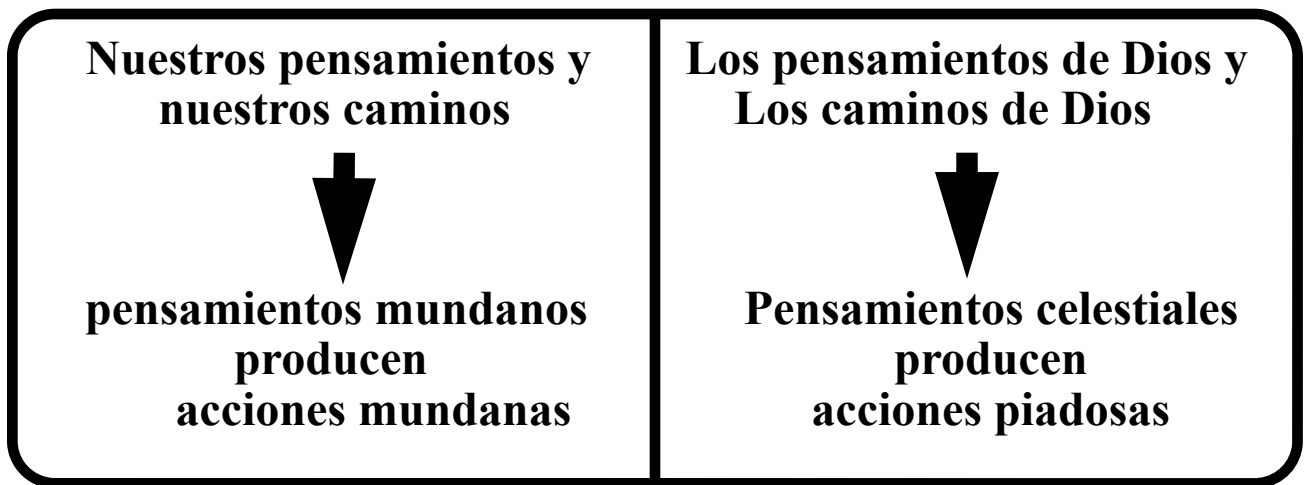 Nuestros pensamientos y
nuestros caminos
pensamientos mundanos
producen
acciones mundanas
Los pensamientos de Dios y
Los caminos de Dios
Pensamientos celestiales
producen
acciones piadosas